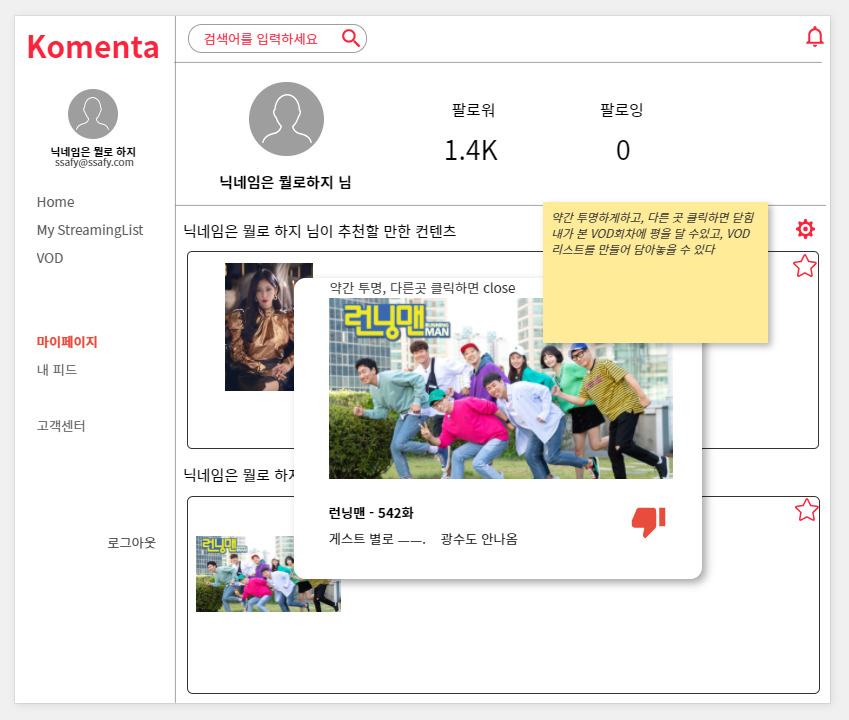 Komenta
검색어를 입력하세요
닉네임은 뭘로 하지
ssafy@ssafy.com
Home
My StreamingList
VOD
마이페이지
내 피드
고객센터
로그아웃
팔로워
팔로잉
1.4K
0
닉네임은 뭘로하지 님
닉네임은 뭘로 하지 님이 추천할 만한 컨텐츠
약간 투명하게하고, 다른 곳 클릭하면 닫힘
내가 본 VOD회차에 평을 달 수있고, VOD
리스트를 만들어 담아놓을 수 있다
약간 투명, 다른곳 클릭하면 close
런닝맨
RUNNING MAN
닉네임은 뭘로 하지
런닝맨 - 542화
게스트 별로 ㅡㅡ. 광수도 안나옴
런닝맨